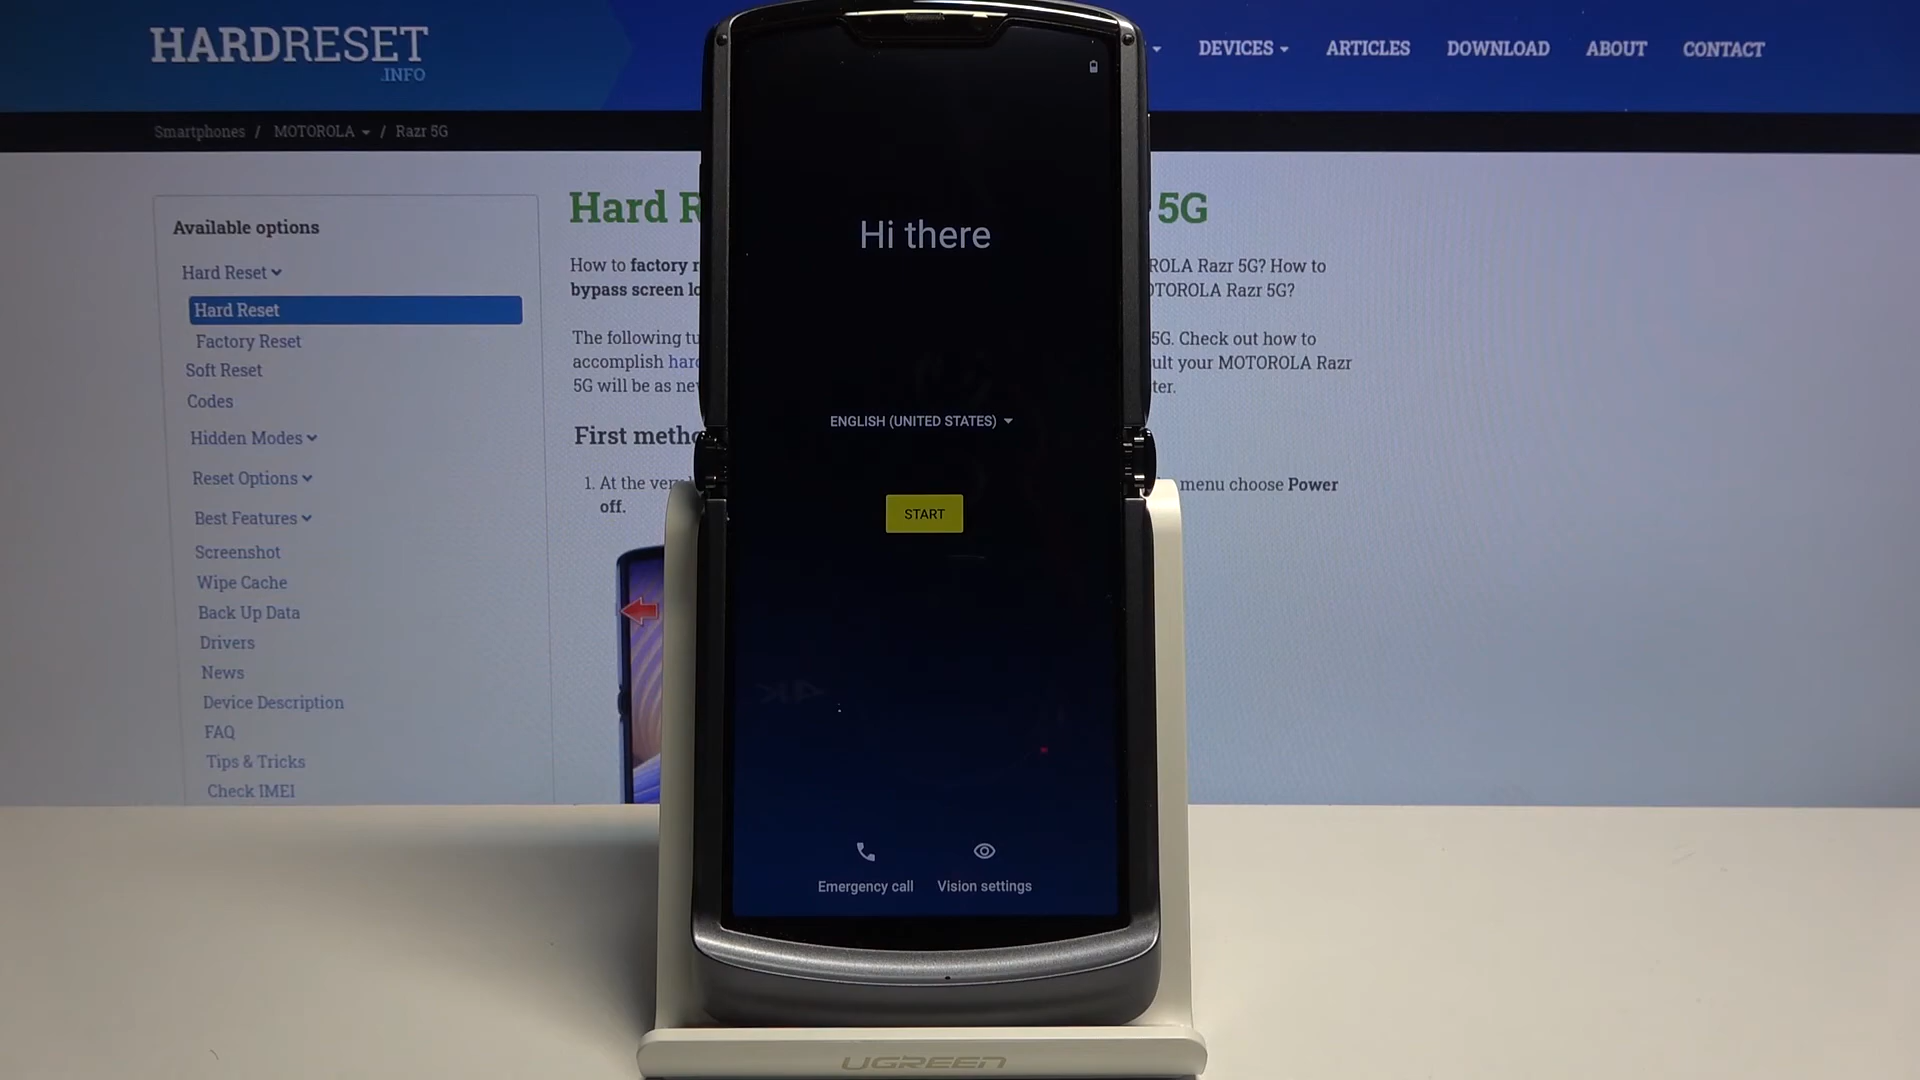 HARDRESET
.INFO
DEVICES
ARTICLES
DOWNLOAD
ABOUT
CONTACT
Smartphones / MOTOROLA / Razr 5G
Available options
Hard Reset
Hard Reset
Factory Reset
Soft Reset
Codes
Hidden Modes
Reset Options
Best Features
Screenshot
Wipe Cache
Back Up Data
Drivers
News
Device Description
FAQ
Tips & Tricks
Check IMEI
Hard R 5G
How to factory r ROLA Razr 5G? How to
bypass screen lo OTOROLA Razr 5G?
The following tu 5G. Check out how to
accomplish hard ult your MOTOROLA Razr
5G will be as new ter.
First metho
1. At the very menu choose Power
off.
Hi there
ENGLISH (UNITED STATES)
START
4K
Emergency call
Vision settings
UGREEN